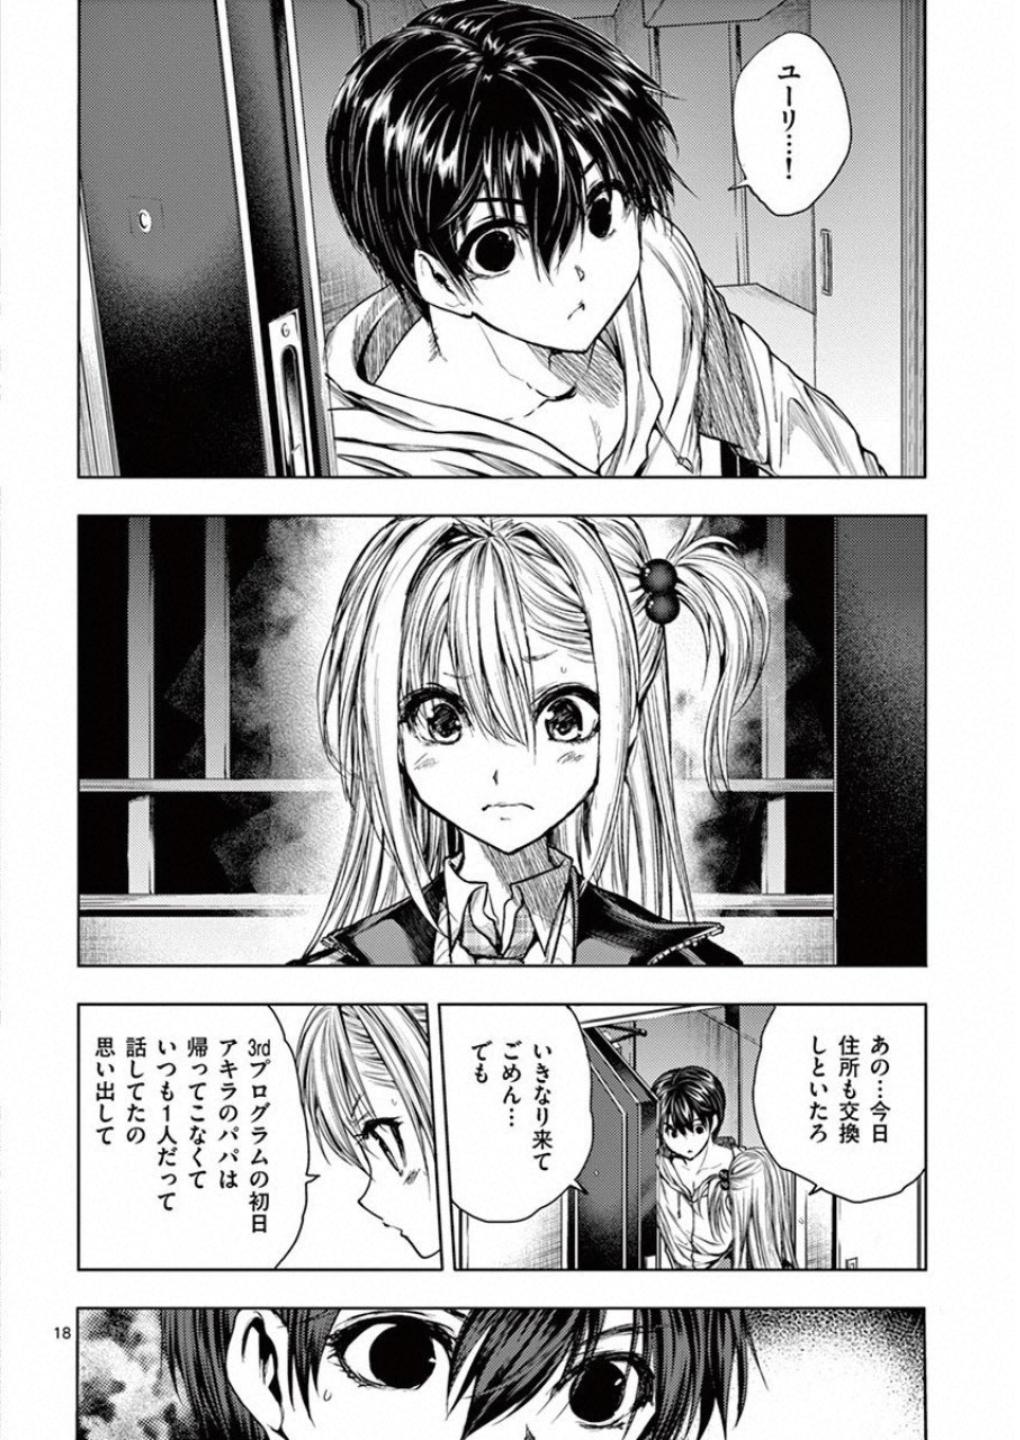 ユーリ…！
あの…今日
住所も交換
しといたろ
いきなり来て
ごめん…
でも
3rdプログラムの初日
アキラのパパは
帰ってこなくて
いつも1人だって
話してたの
思い出して
18